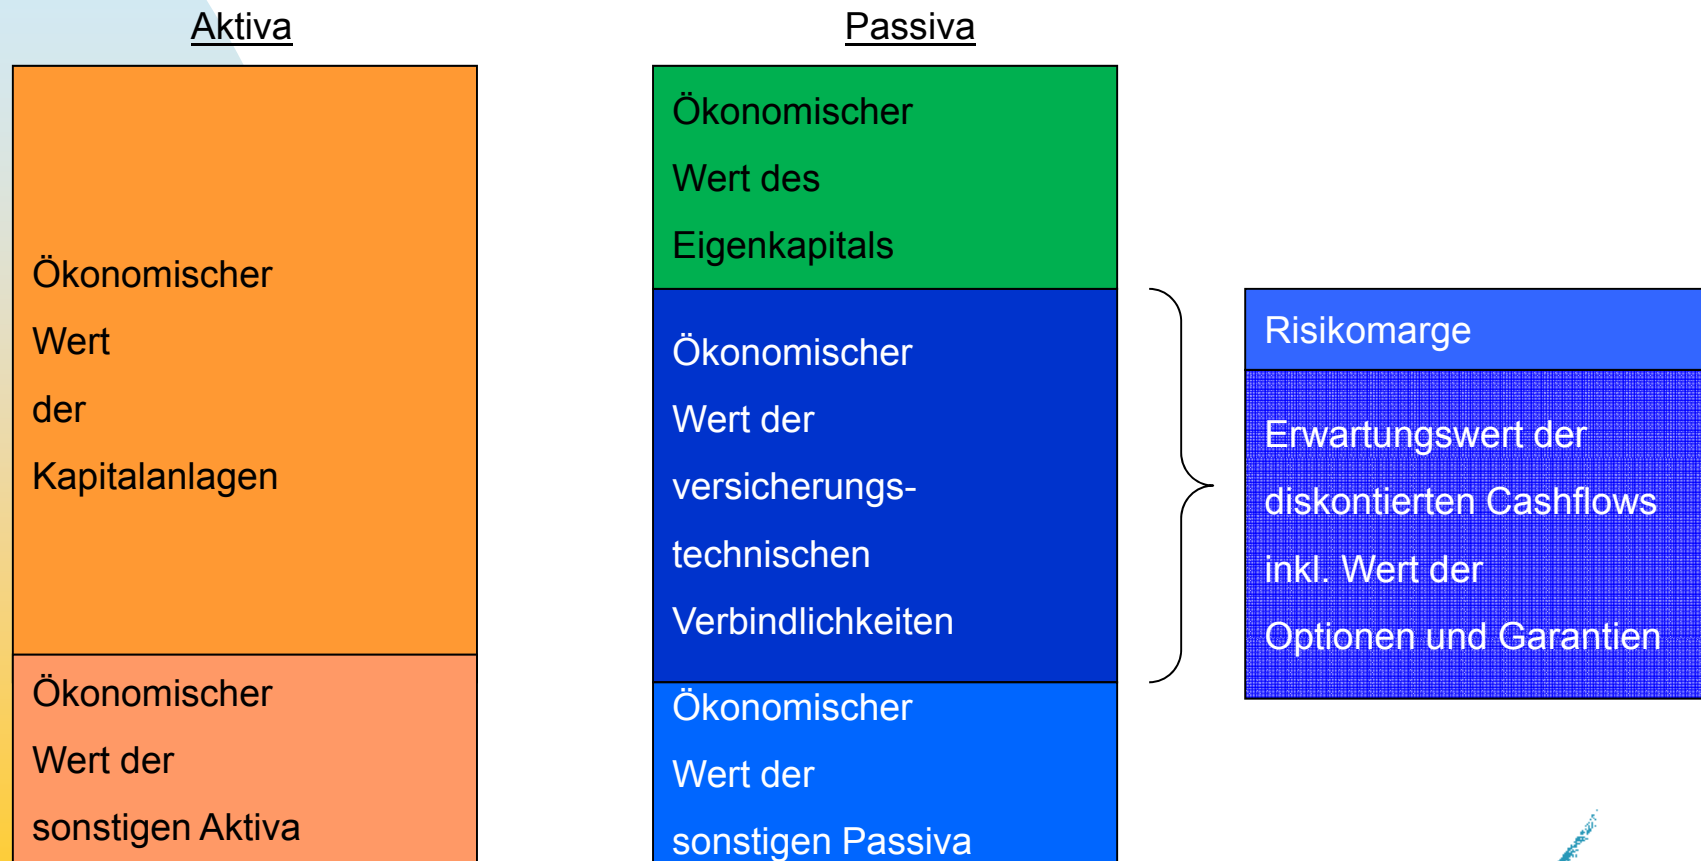 Aktiva
Passiva
Ökonomischer
Wert
der
Kapitalanlagen
Ökonomischer
Wert der
sonstigen Aktiva
Ökonomischer
Wert des
Eigenkapitals
Ökonomischer
Wert der
versicherungs-
technischen
Verbindlichkeiten
Ökonomischer
Wert der
sonstigen Passiva
Risikomarge
Erwartungswert der
diskontierten Cashflows
inkl. Wert der
Optionen und Garantien